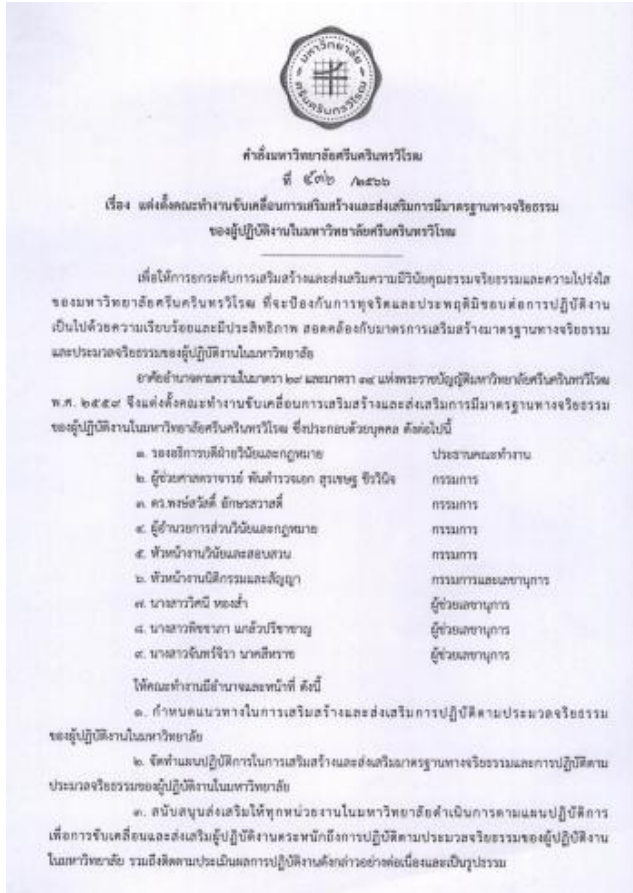 มหาวิทยาลัย
ศรีนครินทรวิโรฒ
คำสั่งมหาวิทยาลัยศรีนครินทรวิโรฒ
ที่ ๔๓๒ /๒๕๖๖
เรื่อง แต่งตั้งคณะทำงานขับเคลื่อนการเสริมสร้างและส่งเสริมการมีมาตรฐานทางจริยธรรม
ของผู้ปฏิบัติงานในมหาวิทยาลัยศรีนครินทรวิโรฒ
เพื่อให้การยกระดับการเสริมสร้างและส่งเสริมความมีวินัยคุณธรรมจริยธรรมและความโปร่งใส
ของมหาวิทยาลัยศรีนครินทรวิโรฒ ที่จะป้องกันการทุจริตและประพฤติมิชอบต่อการปฏิบัติงาน
เป็นไปด้วยความเรียบร้อยและมีประสิทธิภาพ สอดคล้องกับมาตรการเสริมสร้างมาตรฐานทางจริยธรรม
และประมวลจริยธรรมของผู้ปฏิบัติงานในมหาวิทยาลัย
อาศัยอำนาจตามความในมาตรา ๒๙ และมาตรา ๓๔ แห่งพระราชบัญญัติมหาวิทยาลัยศรีนครินทรวิโรฒ
พ.ศ. ๒๕๕๙ จึงแต่งตั้งคณะทำงานขับเคลื่อนการเสริมสร้างและส่งเสริมการมีมาตรฐานทางจริยธรรม
ของผู้ปฏิบัติงานในมหาวิทยาลัยศรีนครินทรวิโรฒ ซึ่งประกอบด้วยบุคคล ดังต่อไปนี้
๑. รองอธิการบดีฝ่ายวินัยและกฎหมาย ประธานคณะทำงาน
๒. ผู้ช่วยศาสตราจารย์ พันตำรวจเอก สุรเชษฐ ชีรวินิจ กรรมการ
๓. ดร.พงษ์สวัสดิ์ อักษรสวาสดิ์ กรรมการ
๔. ผู้อำนวยการส่วนวินัยและกฎหมาย กรรมการ
๕. หัวหน้างานวินัยและสอบสวน กรรมการ
๖. หัวหน้างานนิติกรรมและสัญญา กรรมการและเลขานุการ
๗. นางสาววิศนี ทองส่ำ ผู้ช่วยเลขานุการ
๘. นางสาวพิชชาภา แกล้วปรีชาชาญ ผู้ช่วยเลขานุการ
๙. นางสาวจันทร์จิรา นาคสีหราช ผู้ช่วยเลขานุการ
ให้คณะทำงานมีอำนาจและหน้าที่ ดังนี้
๑. กำหนดแนวทางในการเสริมสร้างและส่งเสริมการปฏิบัติตามประมวลจริยธรรม
ของผู้ปฏิบัติงานในมหาวิทยาลัย
๒. จัดทำแผนปฏิบัติการในการเสริมสร้างและส่งเสริมมาตรฐานทางจริยธรรมและการปฏิบัติตาม
ประมวลจริยธรรมของผู้ปฏิบัติงานในมหาวิทยาลัย
๓. สนับสนุนส่งเสริมให้ทุกหน่วยงานในมหาวิทยาลัยดำเนินการตามแผนปฏิบัติการ
เพื่อการขับเคลื่อนและส่งเสริมผู้ปฏิบัติงานตระหนักถึงการปฏิบัติตามประมวลจริยธรรมของผู้ปฏิบัติงาน
ในมหาวิทยาลัย รวมถึงติดตามประเมินผลการปฏิบัติงานดังกล่าวอย่างต่อเนื่องและเป็นรูปธรรม